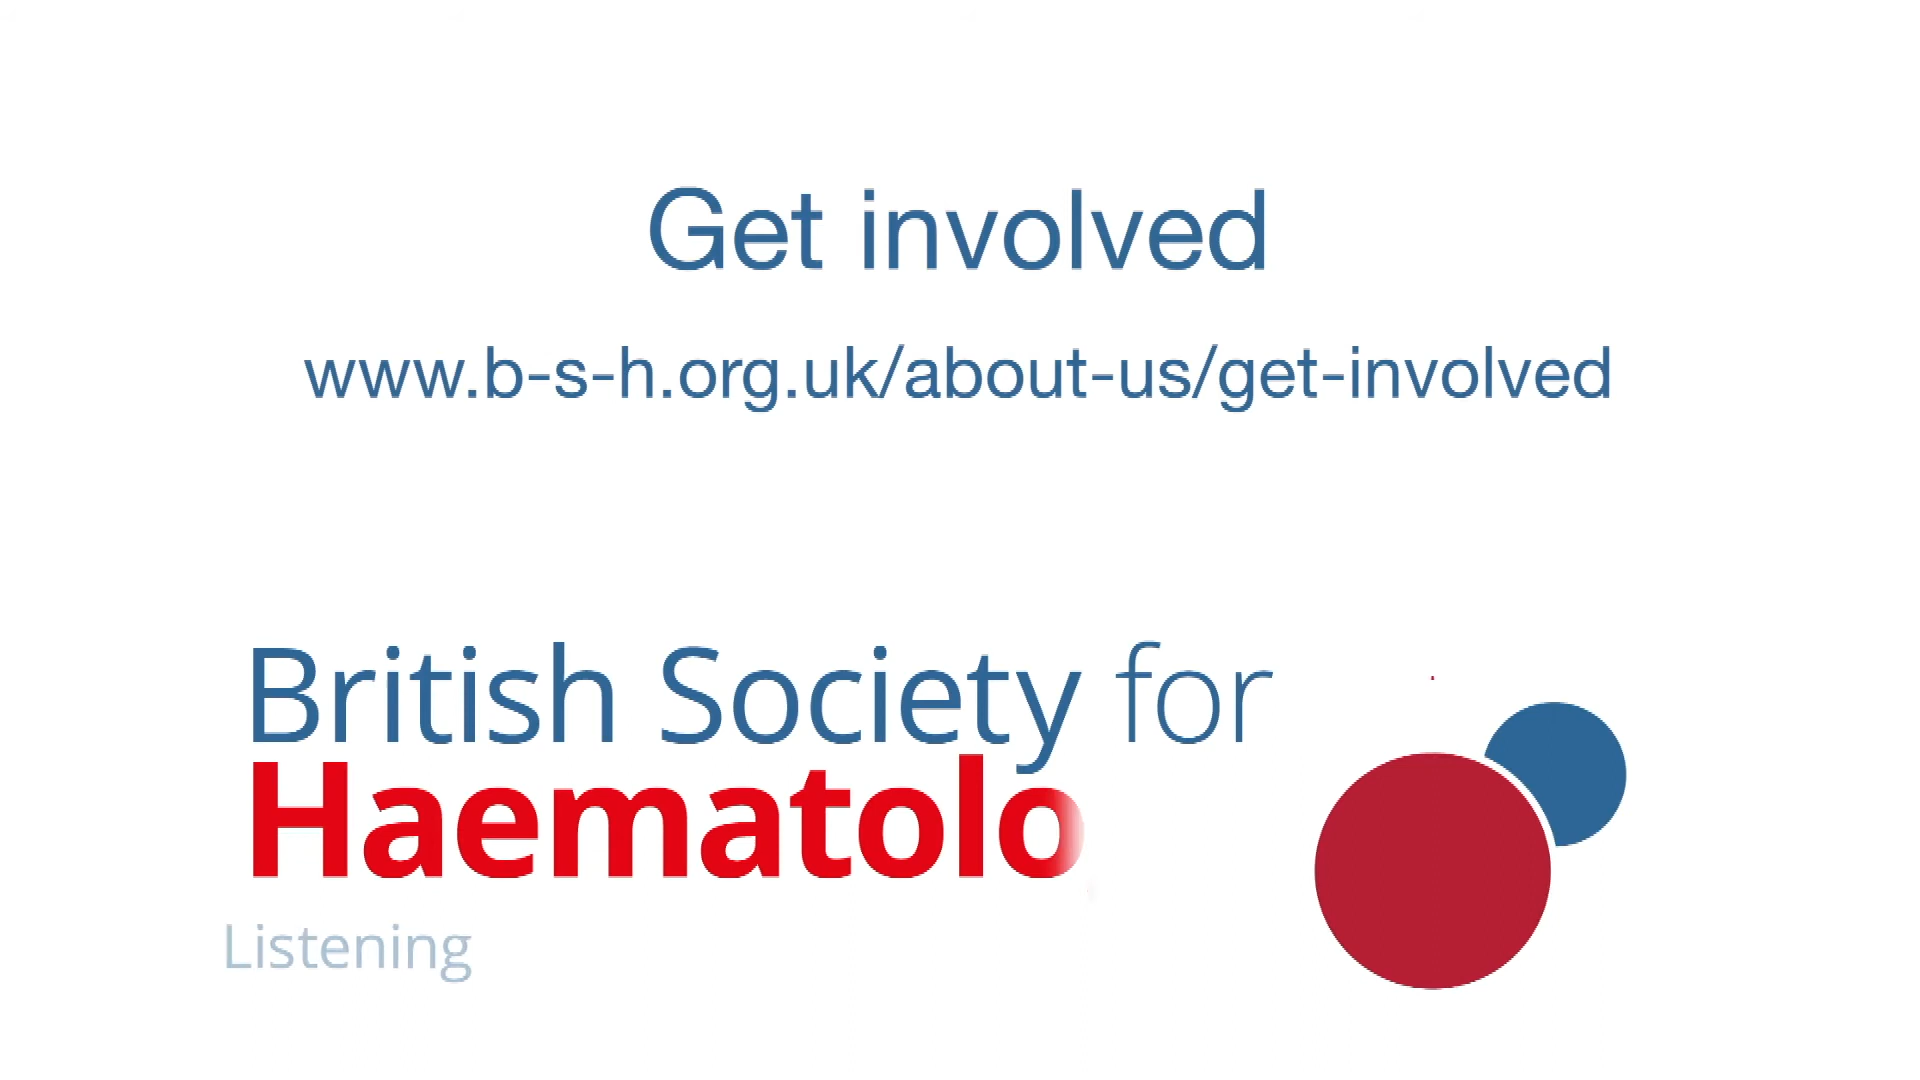 Get involved
www.b-s-h.org.uk/about-us/get-involved
British Society for
Haematolo
Listening